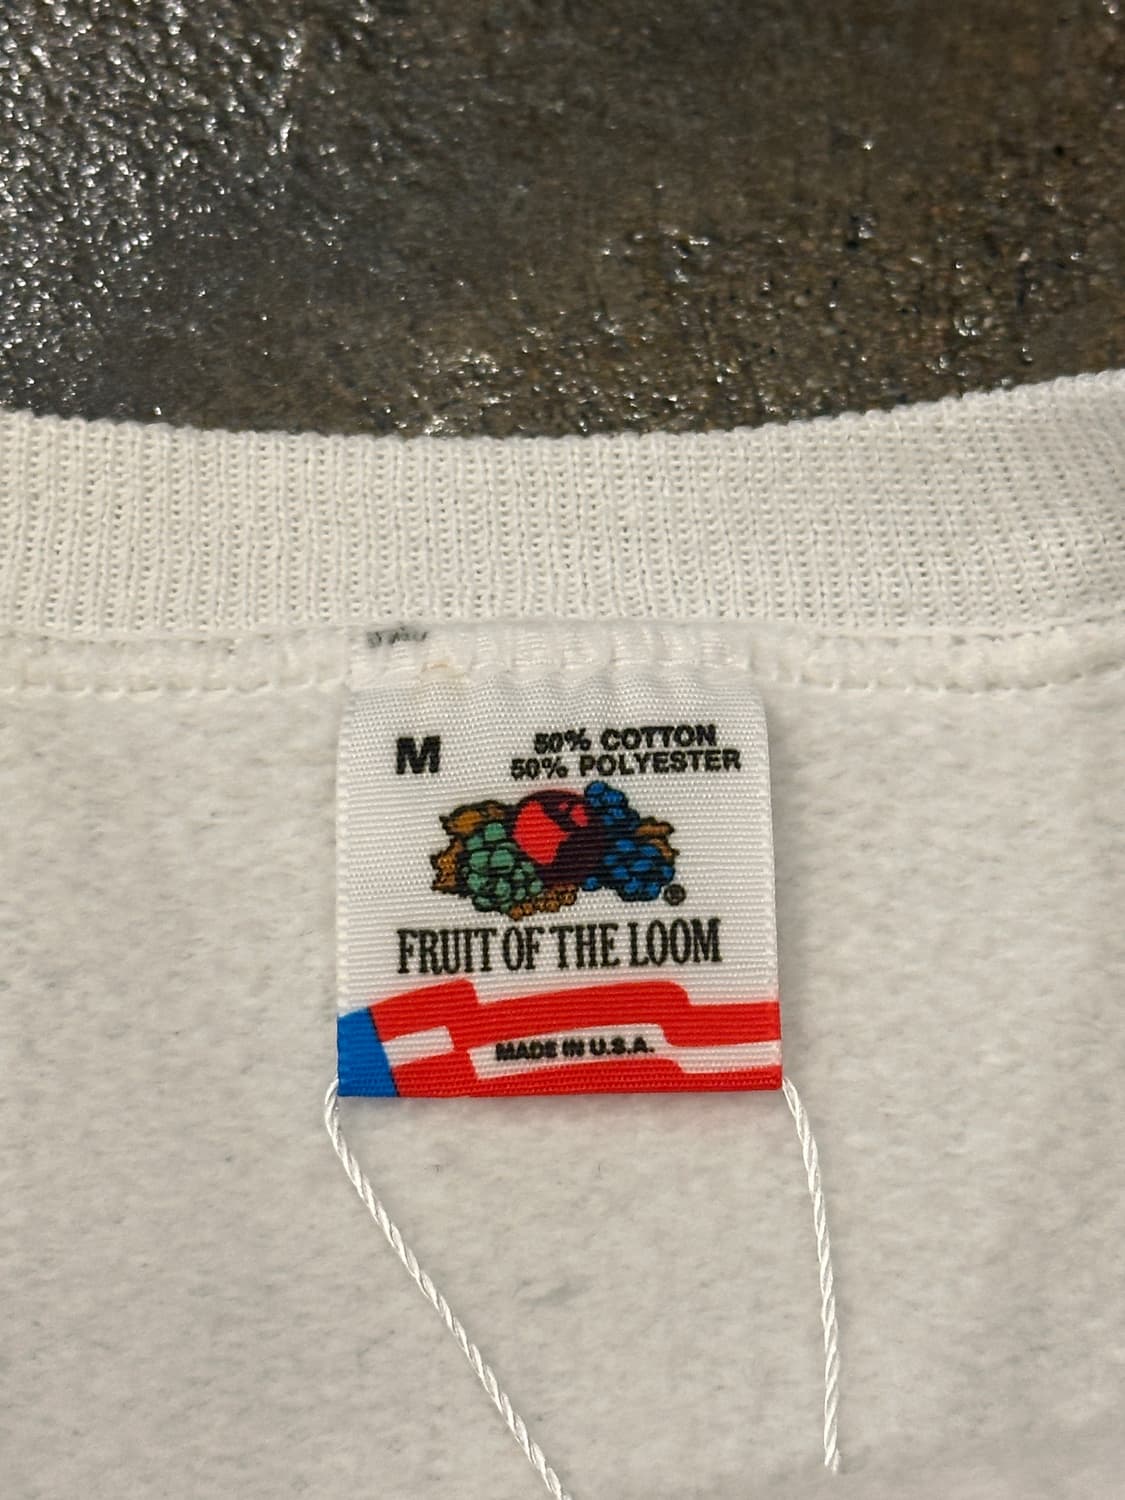 M
50% COTTON
50% POLYESTER
®
FRUIT OF THE LOOM
MADE IN U.S.A.